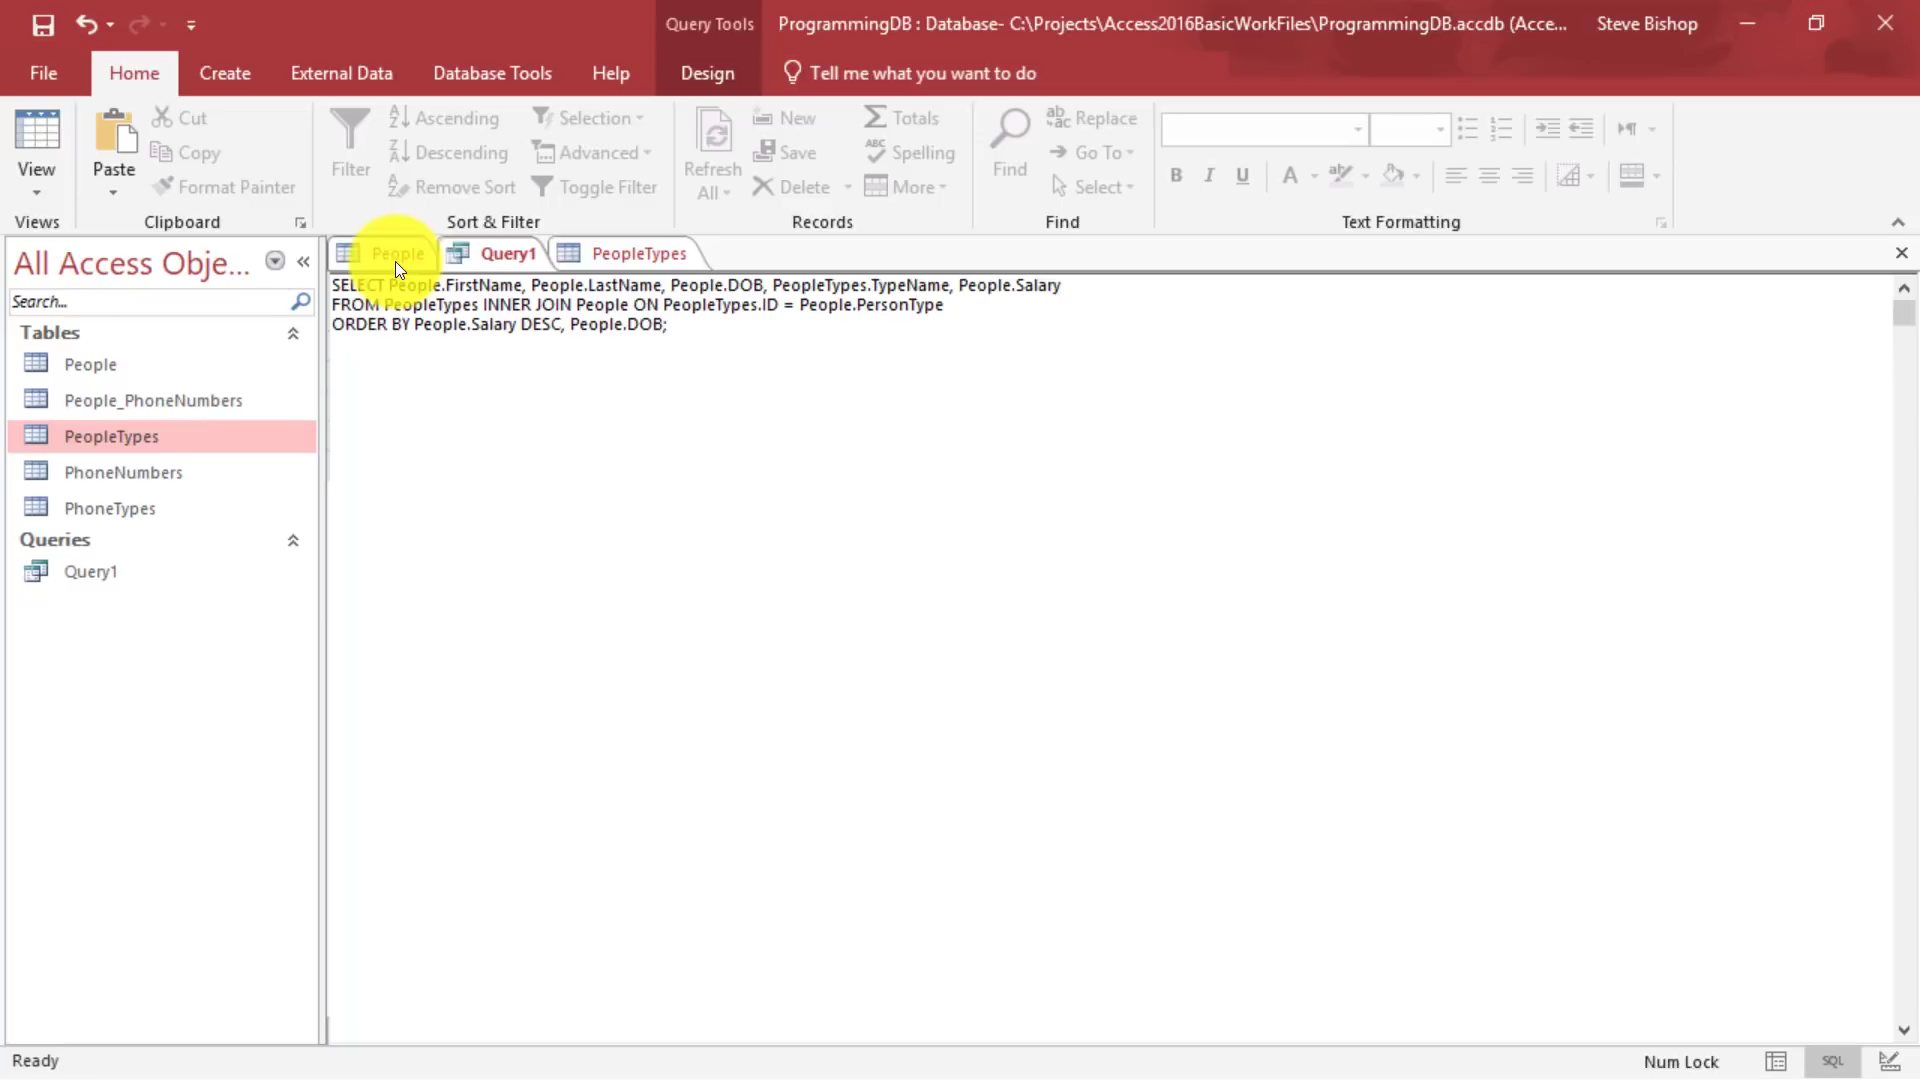 Query Tools
ProgrammingDB : Database- C:\Projects\Access2016BasicWorkFiles\ProgrammingDB.accdb (Acce...
Steve Bishop
File
Home
Create
External Data
Database Tools
Help
Design
Tell me what you want to do
View
Views
Paste
Cut
Copy
Format Painter
Clipboard
Filter
Ascending
Descending
Remove Sort
Selection
Advanced
Toggle Filter
Sort & Filter
Refresh
All
New
Save
Delete
Totals
Spelling
More
Records
Find
Replace
Go To
Select
Find
B I U A
Text Formatting
All Access Obje...
Search...
Tables
People
People_PhoneNumbers
PeopleTypes
PhoneNumbers
PhoneTypes
Queries
Query1
People
Query1
PeopleTypes
SELECT People.FirstName, People.LastName, People.DOB, PeopleTypes.TypeName, People.Salary
FROM PeopleTypes INNER JOIN People ON PeopleTypes.ID = People.PersonType
ORDER BY People.Salary DESC, People.DOB;
Ready
Num Lock
SQL